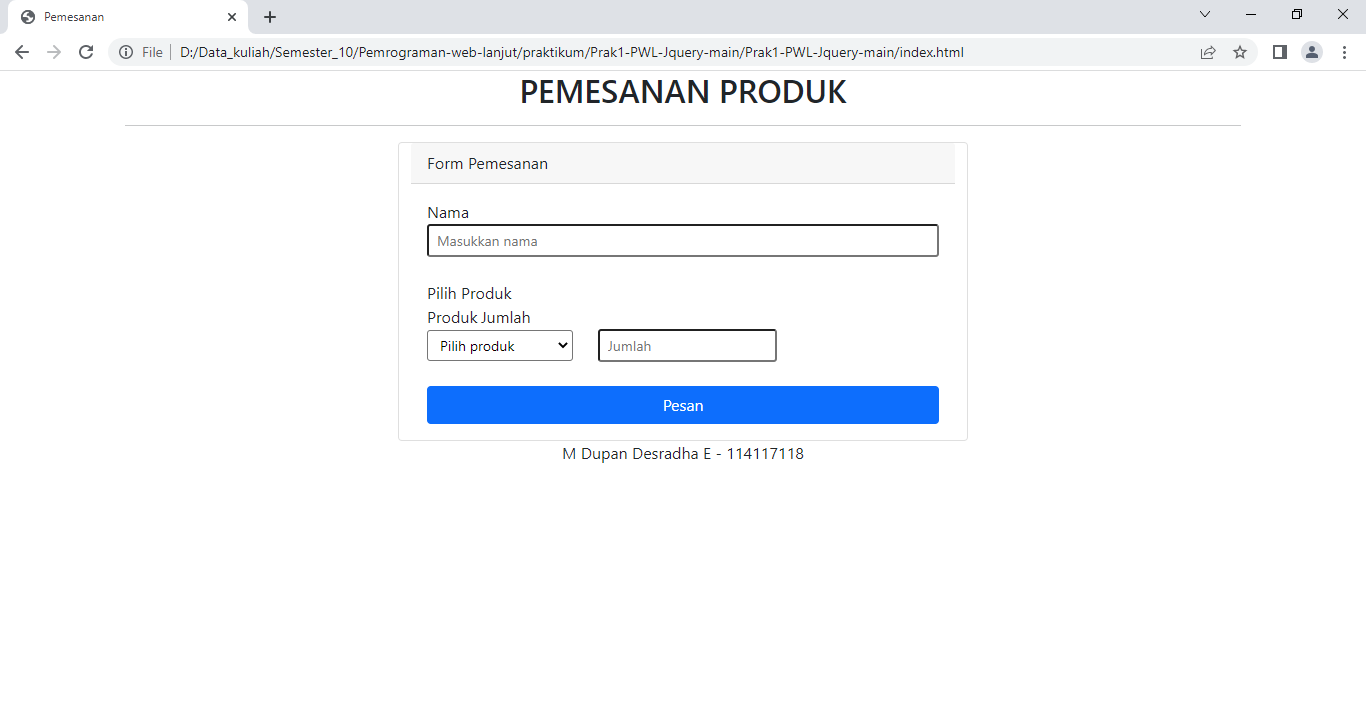 Pemesanan
File D:/Data_kuliah/Semester_10/Pemrograman-web-lanjut/praktikum/Prak1-PWL-Jquery-main/Prak1-PWL-Jquery-main/index.html
PEMESANAN PRODUK
Form Pemesanan
Nama
Masukkan nama
Pilih Produk
Produk Jumlah
Pilih produk Jumlah
Pesan
M Dupan Desradha E - 114117118